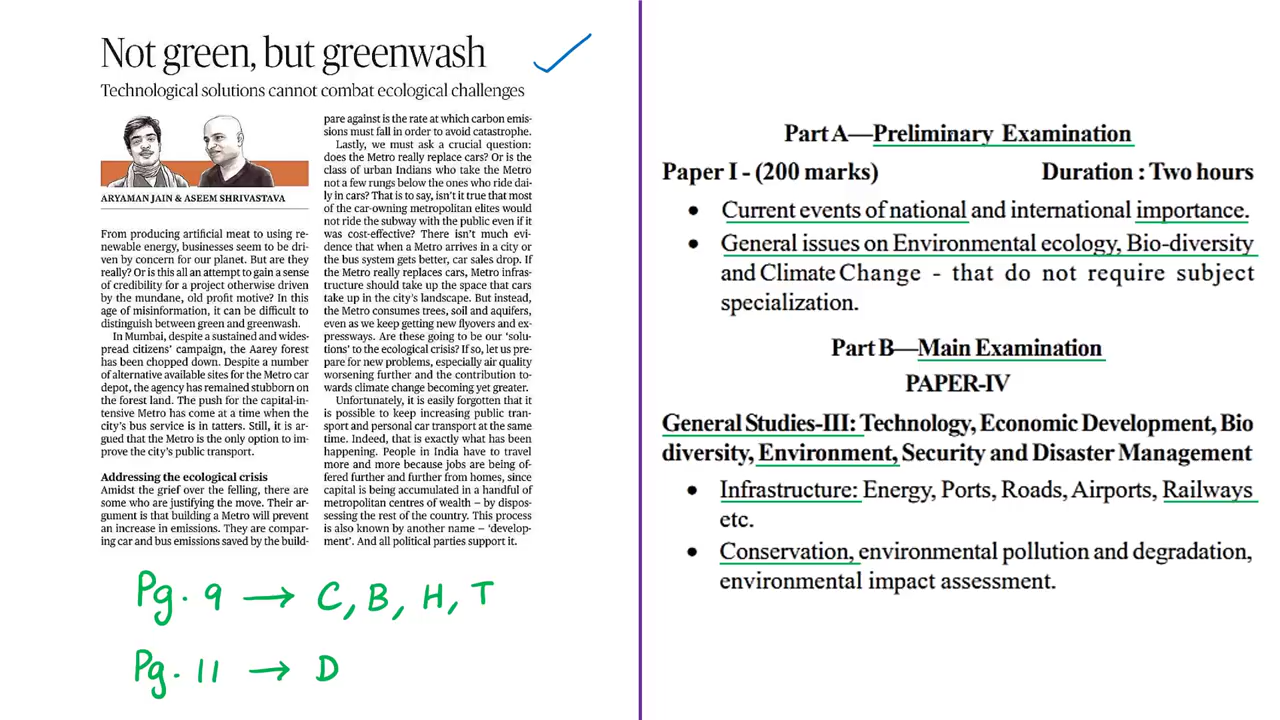 Not green, but greenwash
Technological solutions cannot combat ecological challenges
ARYAMAN JAIN & ASEEM SHRIVASTAVA
From producing artificial meat to using re-
newable energy, businesses seem to be dri-
ven by concern for our planet. But are they
really? Or is this all an attempt to gain a sense
of credibility for a project otherwise driven
by the mundane, old profit motive? In this
age of misinformation, it can be difficult to
distinguish between green and greenwash.
In Mumbai, despite a sustained and wides-
pread citizens' campaign, the Aarey forest
has been chopped down. Despite a number
of alternative available sites for the Metro car
depot, the agency has remained stubborn on
the forest land. The push for the capital-in-
tensive Metro has come at a time when the
city's bus service is in tatters. Still, it is ar-
gued that the Metro is the only option to im-
prove the city's public transport.
Addressing the ecological crisis
Amidst the grief over the felling, there are
some who are justifying the move. Their ar-
gument is that building a Metro will prevent
an increase in emissions. They are compar-
ing car and bus emissions saved by the build-
pare against is the rate at which carbon emis-
sions must fall in order to avoid catastrophe.
Lastly, we must ask a crucial question:
does the Metro really replace cars? Or is the
class of urban Indians who take the Metro
not a few rungs below the ones who ride dai-
ly in cars? That is to say, isn't it true that most
of the car-owning metropolitan elites would
not ride the subway with the public even if it
was cost-effective? There isn't much evi-
dence that when a Metro arrives in a city or
the bus system gets better, car sales drop. If
the Metro really replaces cars, Metro infras-
tructure should take up the space that cars
take up in the city's landscape. But instead,
the Metro consumes trees, soil and aquifers,
even as we keep getting new flyovers and ex-
pressways. Are these going to be our 'solu-
tions' to the ecological crisis? If so, let us pre-
pare for new problems, especially air quality
worsening further and the contribution to-
wards climate change becoming yet greater.
Unfortunately, it is easily forgotten that it
is possible to keep increasing public tran-
sport and personal car transport at the same
time. Indeed, that is exactly what has been
happening. People in India have to travel
more and more because jobs are being of-
fered further and further from homes, since
capital is being accumulated in a handful of
metropolitan centres of wealth – by dispos-
sessing the rest of the country. This process
is also known by another name – 'develop-
ment'. And all political parties support it.
Pg. 9 → C, B, H, T
Pg. 11 → D
Part A—Preliminary Examination
Paper I - (200 marks) Duration : Two hours
• Current events of national and international importance.
• General issues on Environmental ecology, Bio-diversity
and Climate Change - that do not require subject
specialization.
Part B—Main Examination
PAPER-IV
General Studies-III: Technology, Economic Development, Bio
diversity, Environment, Security and Disaster Management
• Infrastructure: Energy, Ports, Roads, Airports, Railways
etc.
• Conservation, environmental pollution and degradation,
environmental impact assessment.